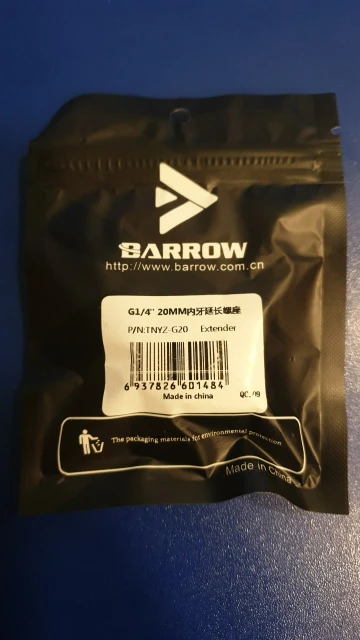 BARROW
http://www.barrow.com.cn
G1/4" 20MM内牙延长螺座
P/N:TNYZ-G20 Extender
6 937826 601484
Made in china QC.09
The packaging materials for environmental protection
Made in China